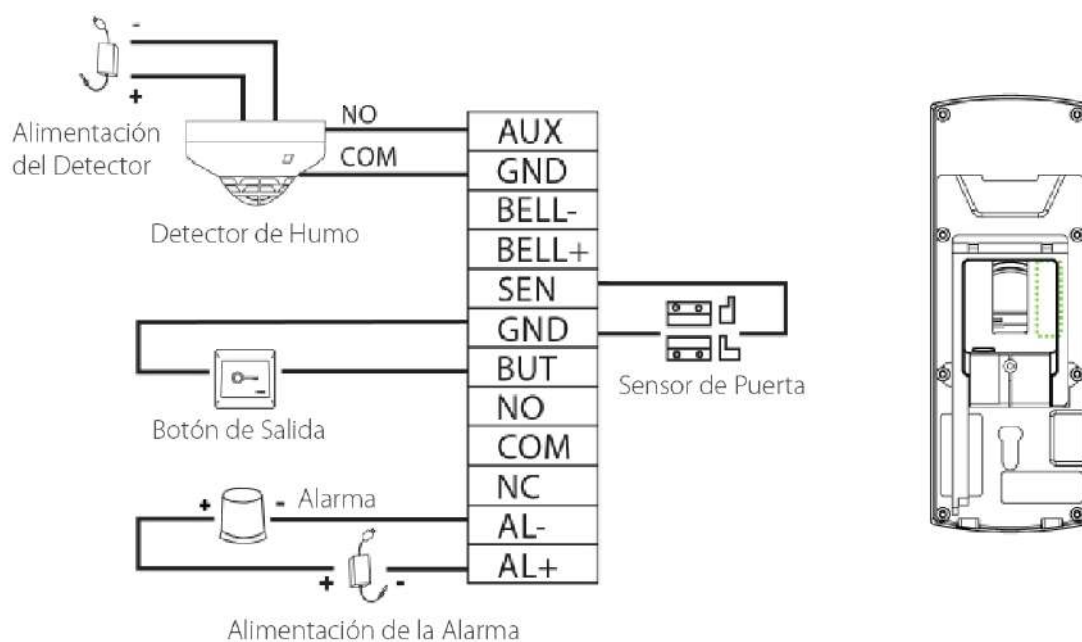 -
+
Alimentación
del Detector
NO
COM
Detector de Humo
AUX
GND
BELL-
BELL+
SEN
GND
BUT
NO
COM
NC
AL-
AL+
Sensor de Puerta
Botón de Salida
+ - Alarma
+ -
Alimentación de la Alarma